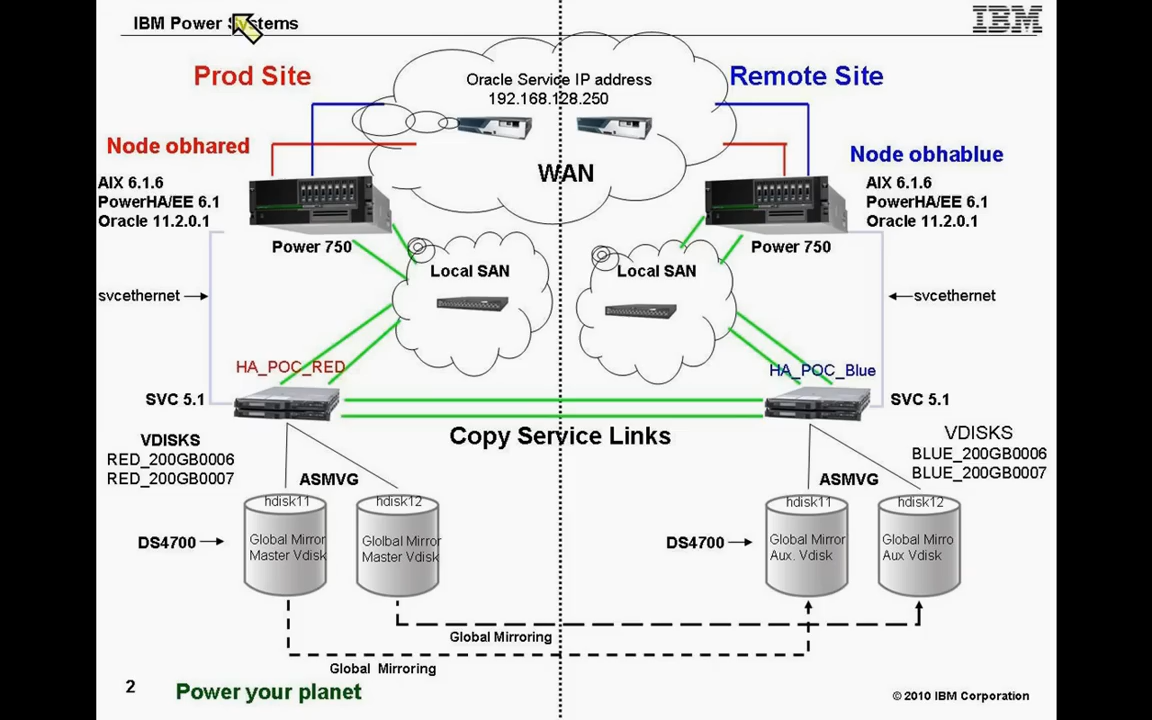 IBM Power Systems
IBM
Prod Site
Oracle Service IP address
192.168.128.250
Remote Site
Node obhared
WAN
Node obhablue
AIX 6.1.6
PowerHA/EE 6.1
Oracle 11.2.0.1
AIX 6.1.6
PowerHA/EE 6.1
Oracle 11.2.0.1
Power 750
Power 750
Local SAN
Local SAN
svcethernet
svcethernet
HA_POC_RED
HA_POC_Blue
SVC 5.1
SVC 5.1
Copy Service Links
VDISKS
RED_200GB0006
RED_200GB0007
VDISKS
BLUE_200GB0006
BLUE_200GB0007
ASMVG
ASMVG
hdisk11
hdisk12
hdisk11
hdisk12
DS4700
Global Mirror
Master Vdisk
Glolbal Mirror
Master Vdisk
DS4700
Global Mirror
Aux. Vdisk
Global Mirro
Aux Vdisk
Global Mirroring
Global Mirroring
2
Power your planet
© 2010 IBM Corporation